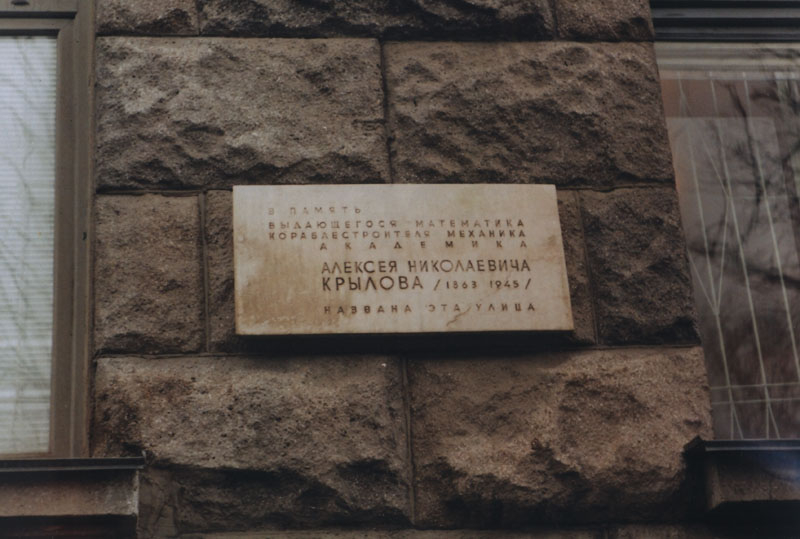 В ПАМЯТЬ
ВЫДАЮЩЕГОСЯ МАТЕМАТИКА
КОРАБЛЕСТРОИТЕЛЯ МЕХАНИКА
АКАДЕМИКА
АЛЕКСЕЯ НИКОЛАЕВИЧА
КРЫЛОВА /1863 1945/
НАЗВАНА ЭТА УЛИЦА